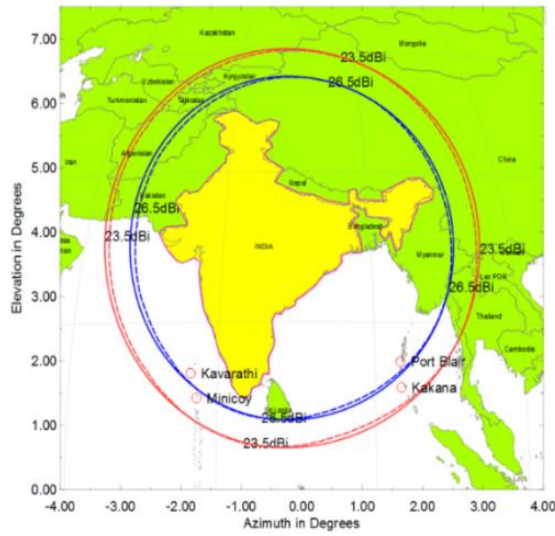 7.00
Kazakhstan
Mongolia
23.5dBi
26.5dBi
Uzbekistan
Kyrgyzstan
Turkmenistan
Tajikistan
6.00
Afghanistan
Iran
China
5.00
Nepal
Pakistan
26.5dBi
Bangladesh
4.00
23.5dBi
INDIA
23.5dBi
Myanmar
Lao PDR
26.5dBi
3.00
Thailand
Cambodia
2.00
Kavarathi
Port Blair
Minicoy
Kakana
26.5dBi
1.00
23.5dBi
0.00
-4.00 -3.00 -2.00 -1.00 0.00 1.00 2.00 3.00 4.00
Azimuth in Degrees
Elevation in Degrees